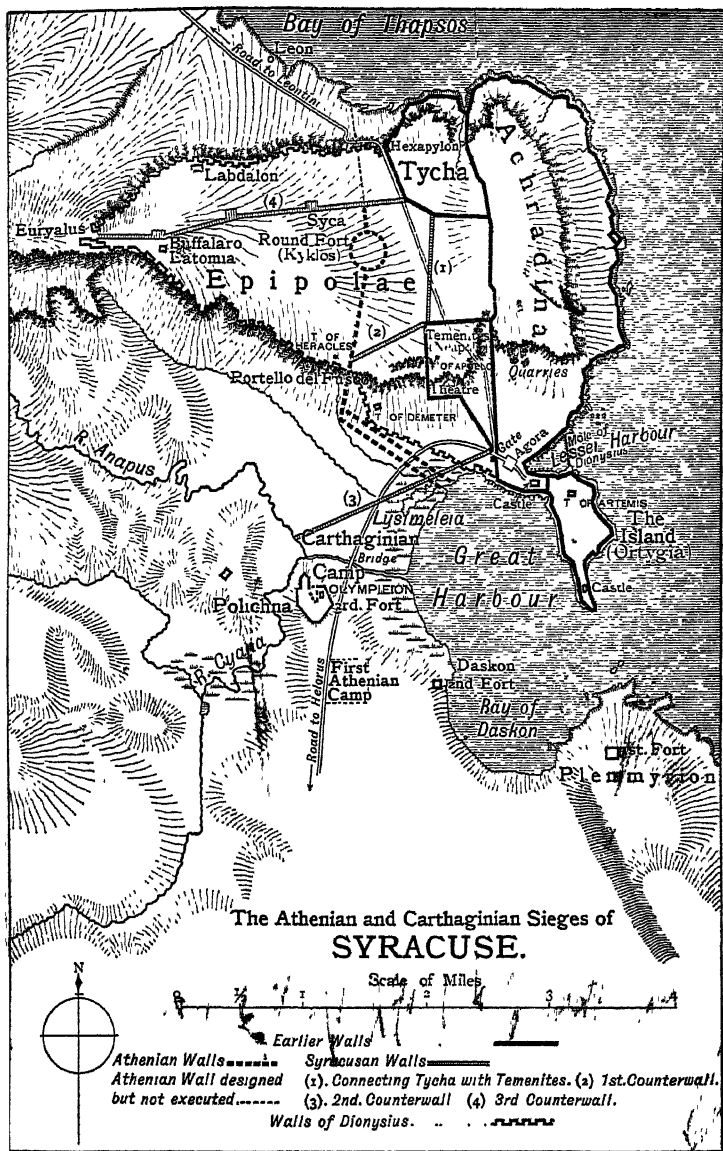 Bay of Thapsos
Leon
Road to Leontini
Hexapylon
Tycha
Achradina
Labdalon
(4)
Syca
Euryalus
Buffalaro
Latomia
Round Fort
(Kyklos)
(1)
Epipolae
(2)
T OF
HERACLES
T OF APOLLO
Theatre
Quarries
T OF DEMETER
R. Anapus
Gate
Agora
Mole of
Dionysius
Lesser Harbour
(3)
Castle
T OF ARTEMIS
Lysimeleia
The
Island
(Ortygia)
Carthaginian
Bridge
Camp
Great
Harbour
Castle
OLYMPIEION
Polichna
3rd. Fort
R. Cyana
First
Athenian
Camp
Daskon
2nd Fort
Bay of
Daskon
Road to Helorus
1st. Fort
Plemmyrion
The Athenian and Carthaginian Sieges of
SYRACUSE.
Scale of Miles
0 ½ 1 2 3 4
N
Earlier Walls
Athenian Walls Syracusan Walls
Athenian Wall designed (1). Connecting Tycha with Temenites. (2) 1st. Counterwall.
but not executed (3). 2nd. Counterwall (4) 3rd Counterwall.
Walls of Dionysius.